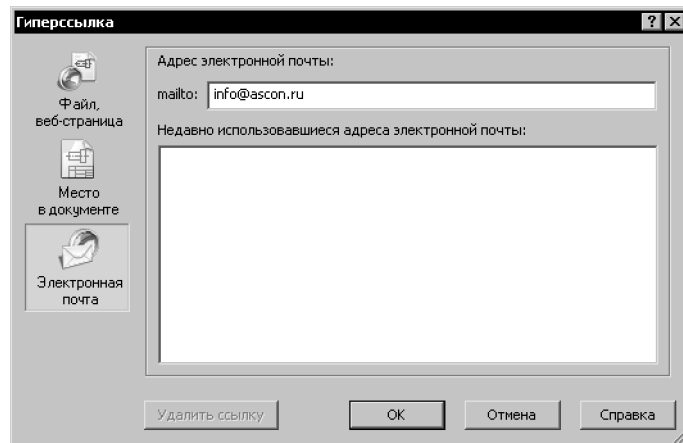 Гиперссылка
Файл,
веб-страница
Место
в документе
Электронная
почта
Адрес электронной почты:
mailto: info@ascon.ru
Недавно использовавшиеся адреса электронной почты:
Удалить ссылку OK Отмена Справка